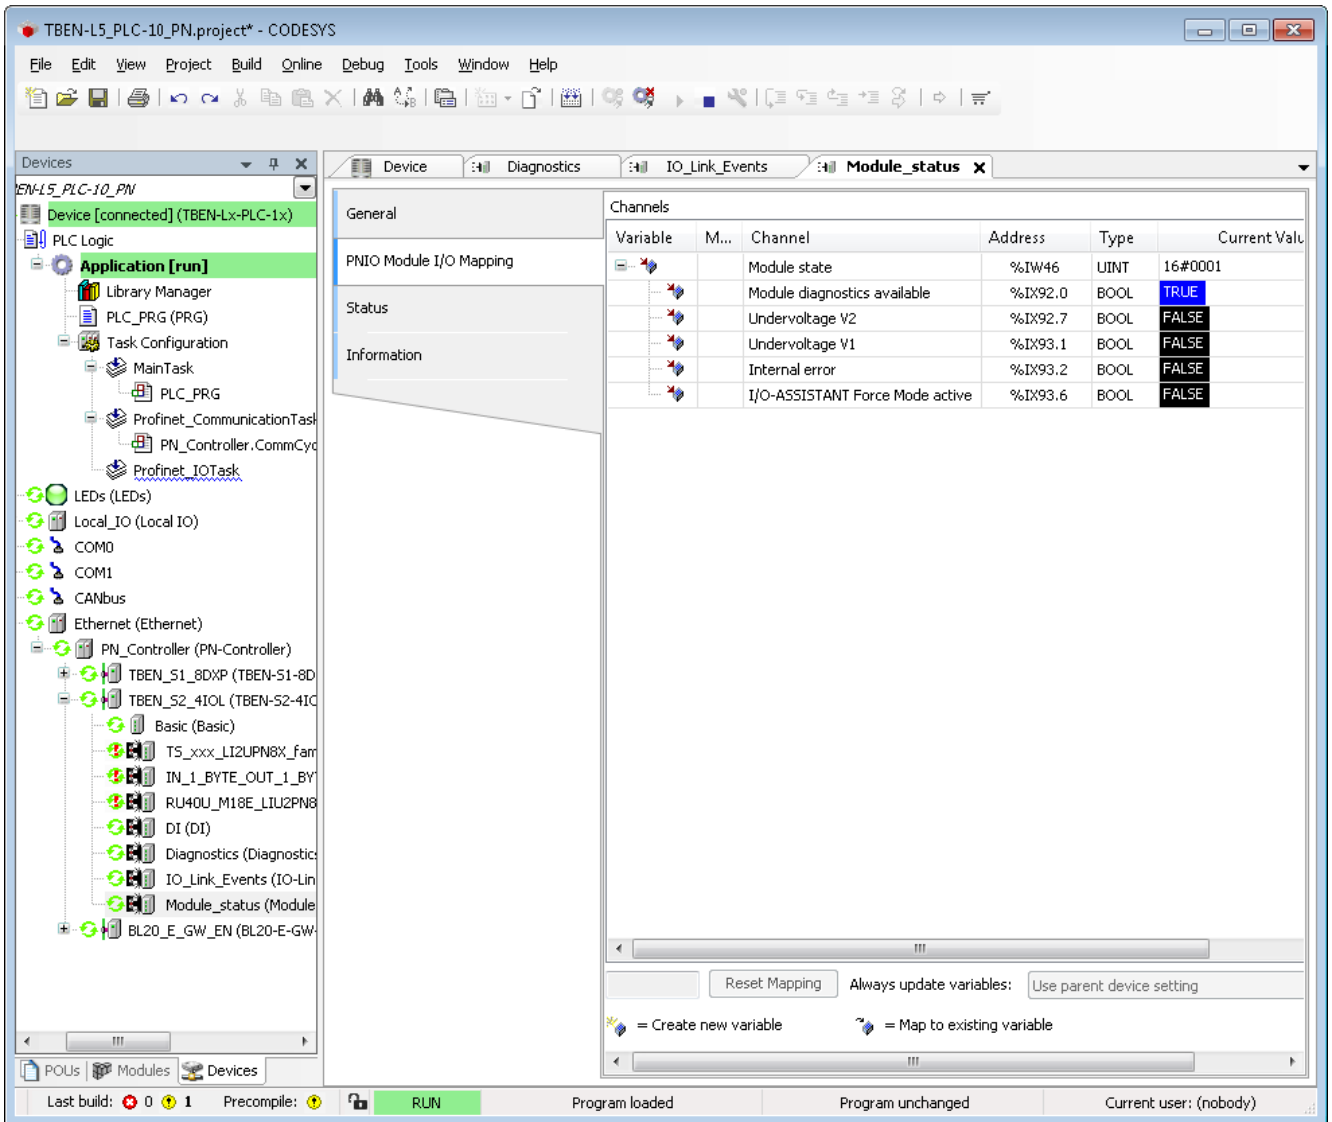 TBEN-L5_PLC-10_PN.project* - CODESYS
File Edit View Project Build Online Debug Tools Window Help
Devices
EN-L5_PLC-10_PN
Device [connected] (TBEN-Lx-PLC-1x)
PLC Logic
Application [run]
Library Manager
PLC_PRG (PRG)
Task Configuration
MainTask
PLC_PRG
Profinet_CommunicationTask
PN_Controller.CommCyc
Profinet_IOTask
LEDs (LEDs)
Local_IO (Local IO)
COM0
COM1
CANbus
Ethernet (Ethernet)
PN_Controller (PN-Controller)
TBEN_S1_8DXP (TBEN-S1-8D
TBEN_S2_4IOL (TBEN-S2-4IO
Basic (Basic)
TS_xxx_LI2UPN8X_fam
IN_1_BYTE_OUT_1_BY
RU40U_M18E_LIU2PN8
DI (DI)
Diagnostics (Diagnostics
IO_Link_Events (IO-Lin
Module_status (Module
BL20_E_GW_EN (BL20-E-GW-
POUs Modules Devices
Device Diagnostics IO_Link_Events Module_status
General
PNIO Module I/O Mapping
Status
Information
Channels
Variable M... Channel Address Type Current Valu
Module state %IW46 UINT 16#0001
Module diagnostics available %IX92.0 BOOL TRUE
Undervoltage V2 %IX92.7 BOOL FALSE
Undervoltage V1 %IX93.1 BOOL FALSE
Internal error %IX93.2 BOOL FALSE
I/O-ASSISTANT Force Mode active %IX93.6 BOOL FALSE
Reset Mapping Always update variables: Use parent device setting
= Create new variable = Map to existing variable
Last build: 0 1 Precompile: RUN Program loaded Program unchanged Current user: (nobody)